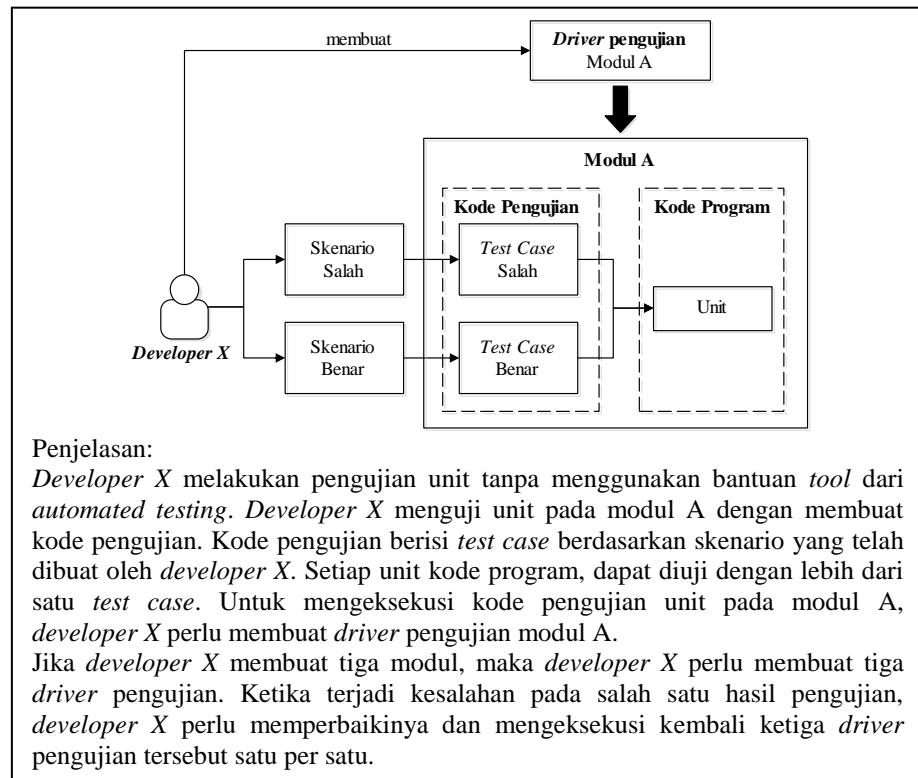 membuat
Driver pengujian
Modul A
Modul A
Kode Pengujian
Kode Program
Skenario
Salah
Test Case
Salah
Unit
Developer X
Skenario
Benar
Test Case
Benar
Penjelasan:
Developer X melakukan pengujian unit tanpa menggunakan bantuan tool dari
automated testing. Developer X menguji unit pada modul A dengan membuat
kode pengujian. Kode pengujian berisi test case berdasarkan skenario yang telah
dibuat oleh developer X. Setiap unit kode program, dapat diuji dengan lebih dari
satu test case. Untuk mengeksekusi kode pengujian unit pada modul A,
developer X perlu membuat driver pengujian modul A.
Jika developer X membuat tiga modul, maka developer X perlu membuat tiga
driver pengujian. Ketika terjadi kesalahan pada salah satu hasil pengujian,
developer X perlu memperbaikinya dan mengeksekusi kembali ketiga driver
pengujian tersebut satu per satu.